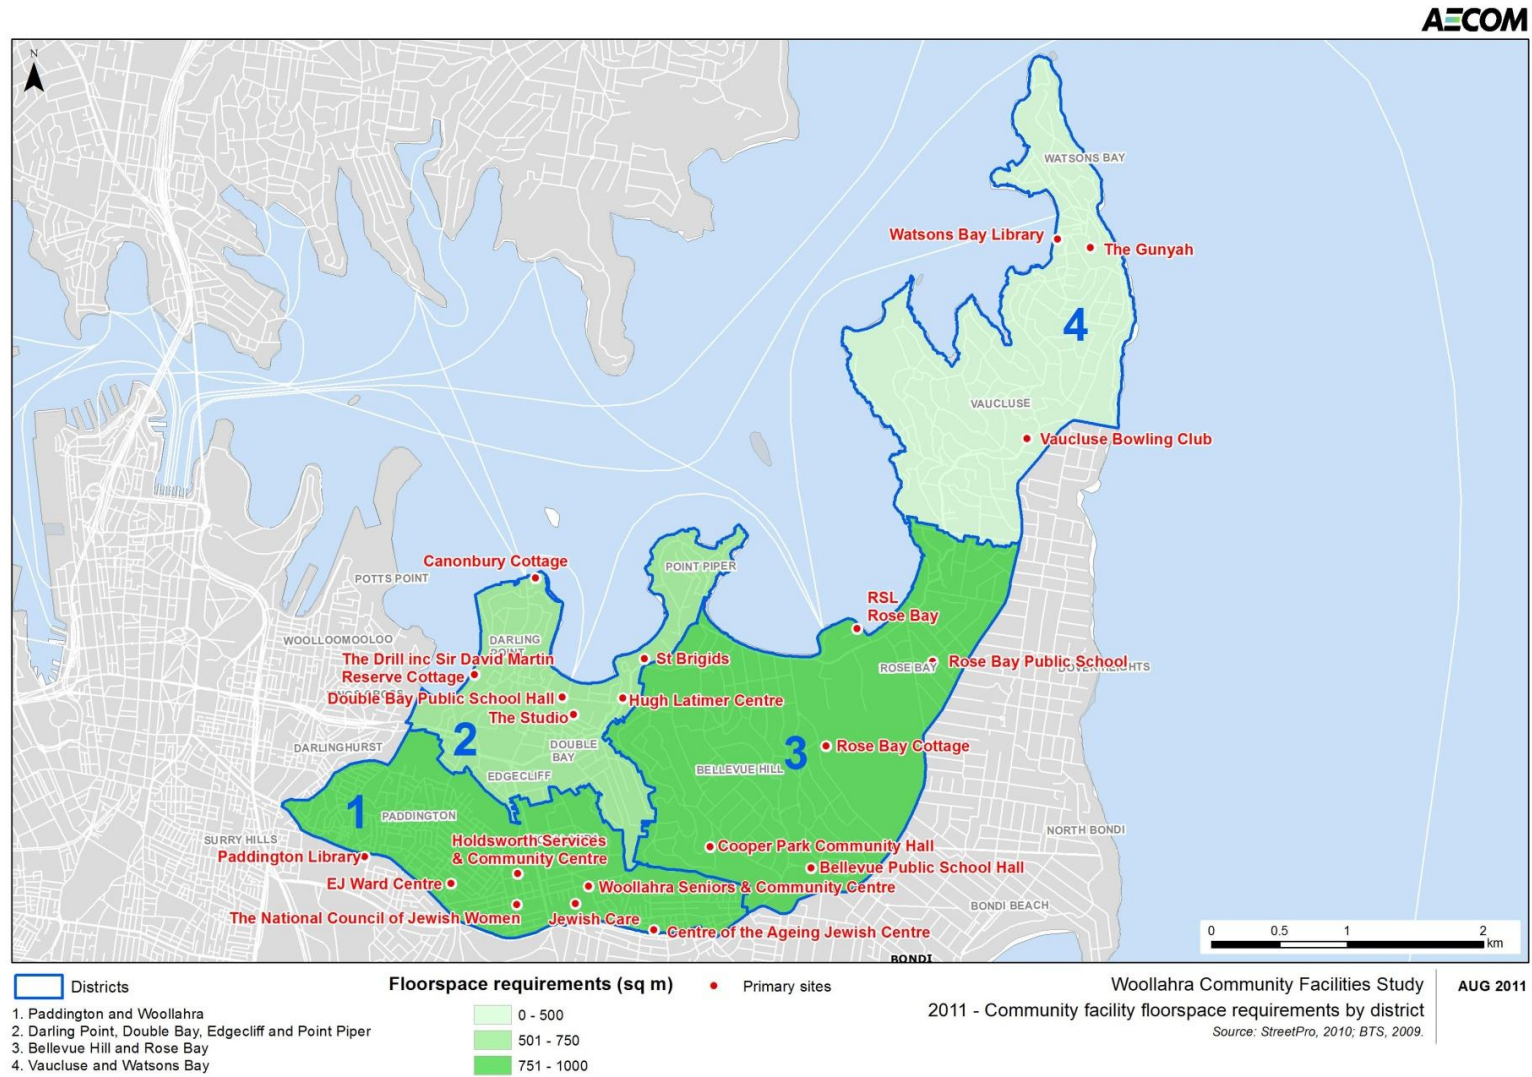 AECOM
N
WATSONS BAY
Watsons Bay Library
The Gunyah
4
VAUCLUSE
Vaucluse Bowling Club
Canonbury Cottage
POTTS POINT
POINT PIPER
RSL
Rose Bay
WOOLLOOMOOLOO
DARLING
POINT
The Drill inc Sir David Martin
Reserve Cottage
St Brigids
ROSE BAY
Rose Bay Public School
Double Bay Public School Hall
Hugh Latimer Centre
The Studio
2
DARLINGHURST
DOUBLE
BAY
3
Rose Bay Cottage
EDGECLIFF
BELLEVUE HILL
1
PADDINGTON
SURRY HILLS
NORTH BONDI
Holdsworth Services
& Community Centre
Cooper Park Community Hall
Paddington Library
Bellevue Public School Hall
EJ Ward Centre
Woollahra Seniors & Community Centre
BONDI BEACH
The National Council of Jewish Women
Jewish Care
Centre of the Ageing Jewish Centre
BONDI
0 0.5 1 2
km
Districts
1. Paddington and Woollahra
2. Darling Point, Double Bay, Edgecliff and Point Piper
3. Bellevue Hill and Rose Bay
4. Vaucluse and Watsons Bay
Floorspace requirements (sq m)
0 - 500
501 - 750
751 - 1000
Primary sites
Woollahra Community Facilities Study
2011 - Community facility floorspace requirements by district
Source: StreetPro, 2010; BTS, 2009.
AUG 2011